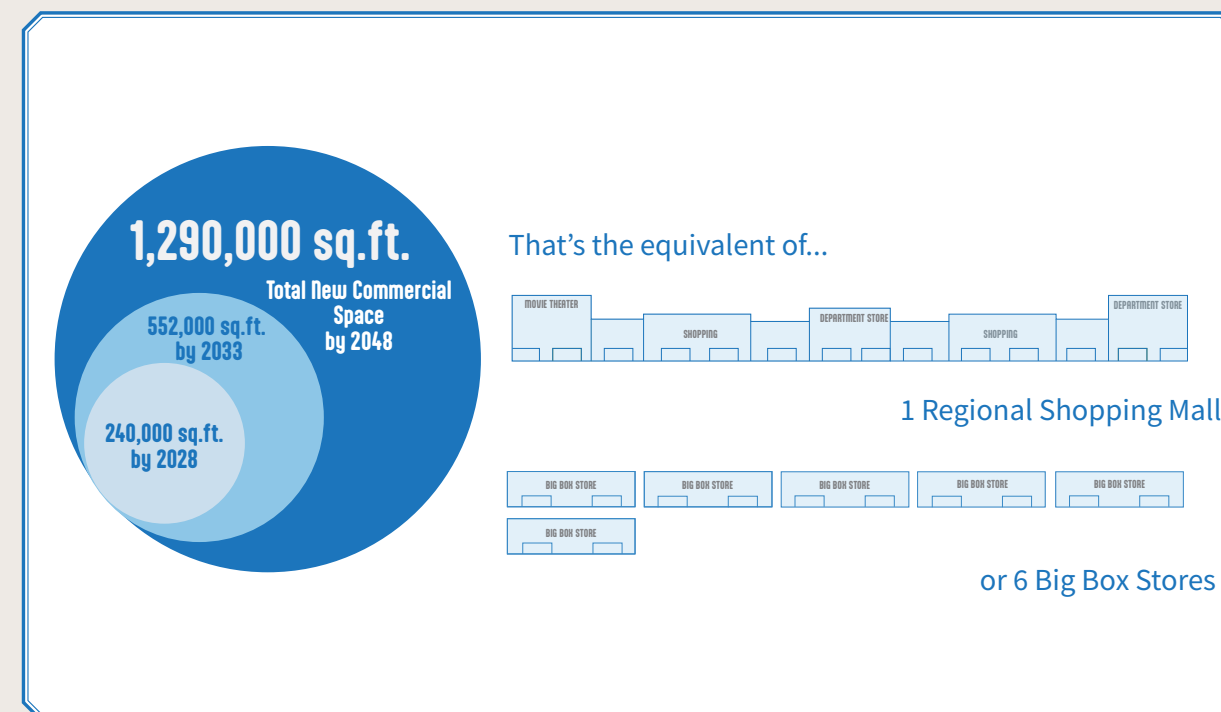 1,290,000 sq.ft.
Total New Commercial
Space
by 2048
552,000 sq.ft.
by 2033
240,000 sq.ft.
by 2028
That's the equivalent of...
MOVIE THEATER
SHOPPING
DEPARTMENT STORE
SHOPPING
DEPARTMENT STORE
1 Regional Shopping Mall
BIG BOX STORE
BIG BOX STORE
BIG BOX STORE
BIG BOX STORE
BIG BOX STORE
BIG BOX STORE
or 6 Big Box Stores